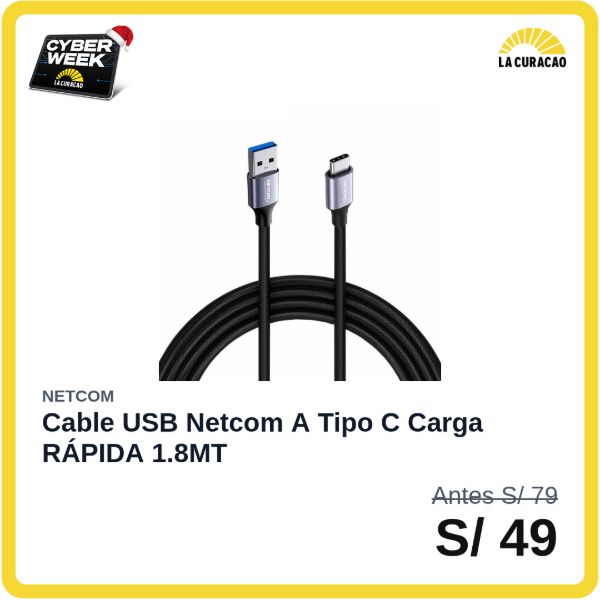 CYBER
WEEK
LA CURACAO
LA CURACAO
NETCOM
Cable USB Netcom A Tipo C Carga
RÁPIDA 1.8MT
Antes S/ 79
S/ 49